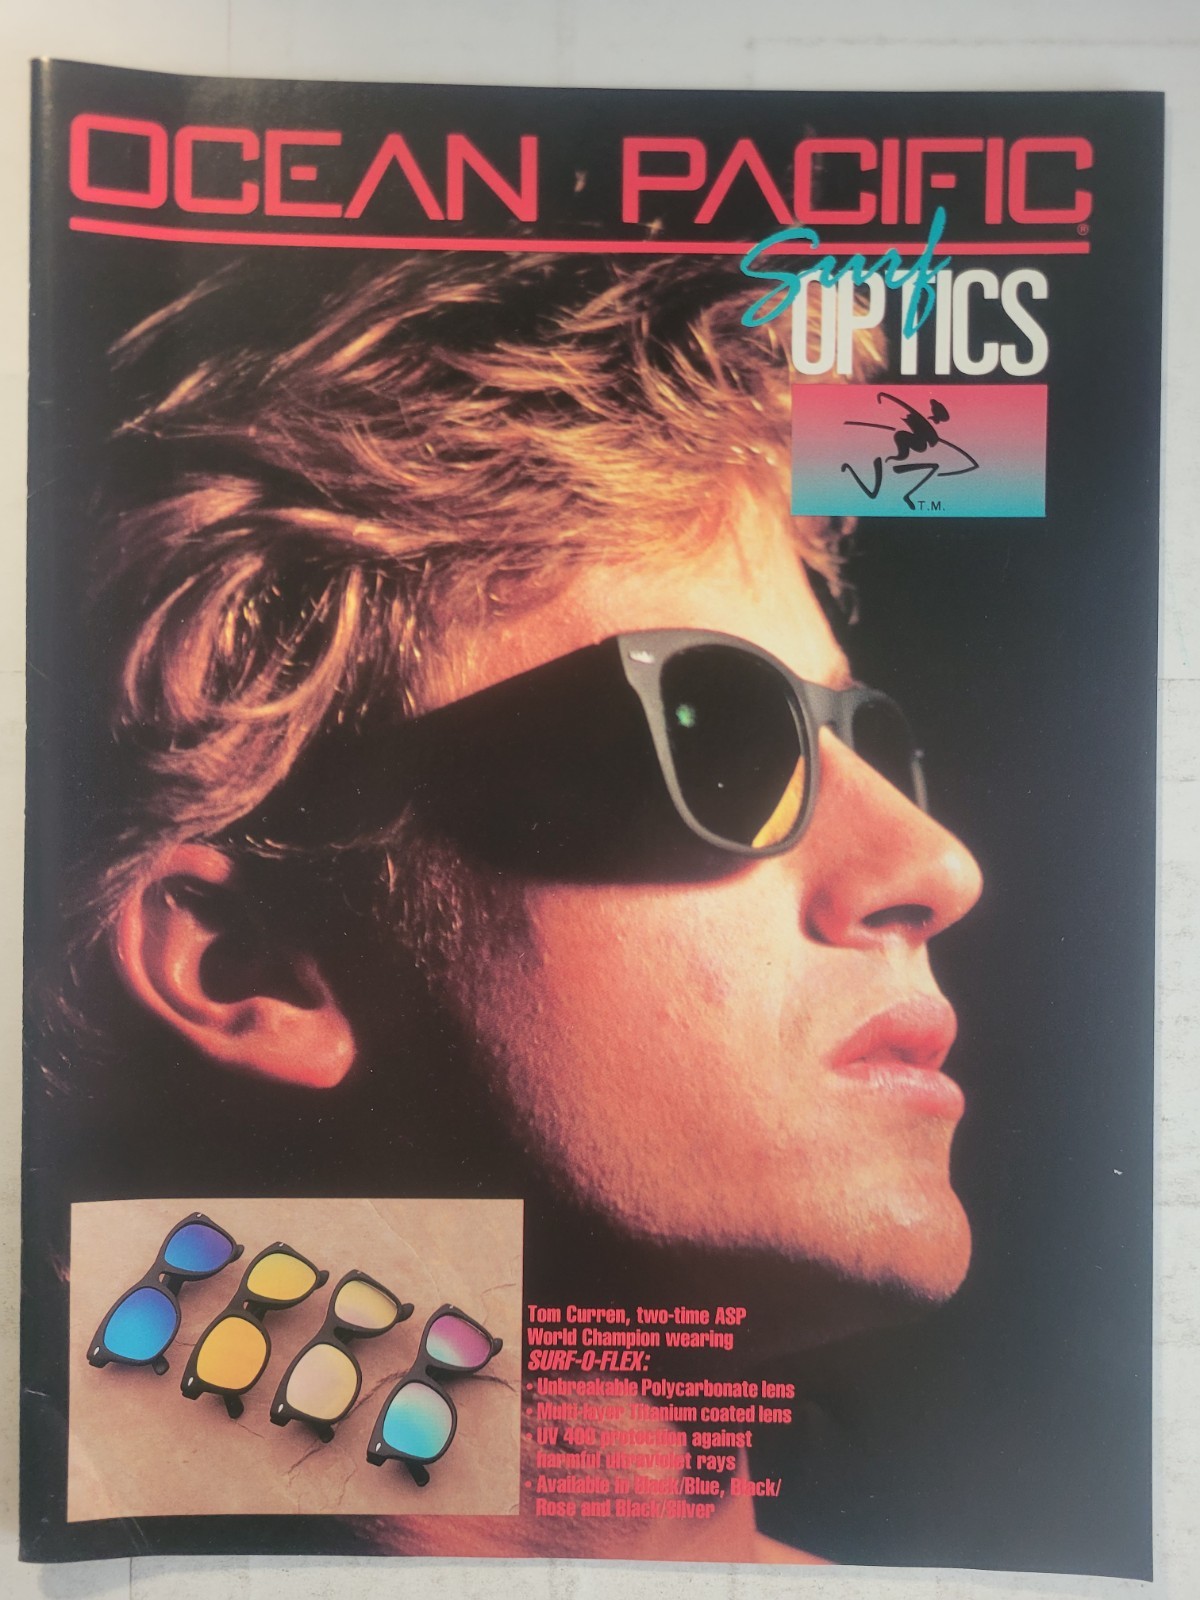 OCEAN PACIFIC®
Surf
OPTICS
T.M.
Tom Curren, two-time ASP
World Champion wearing
SURF-O-FLEX:
• Unbreakable Polycarbonate lens
• Multi-layer Titanium coated lens
• UV 400 protection against
harmful ultraviolet rays
• Available in Black/Blue, Black/
Rose and Black/Silver